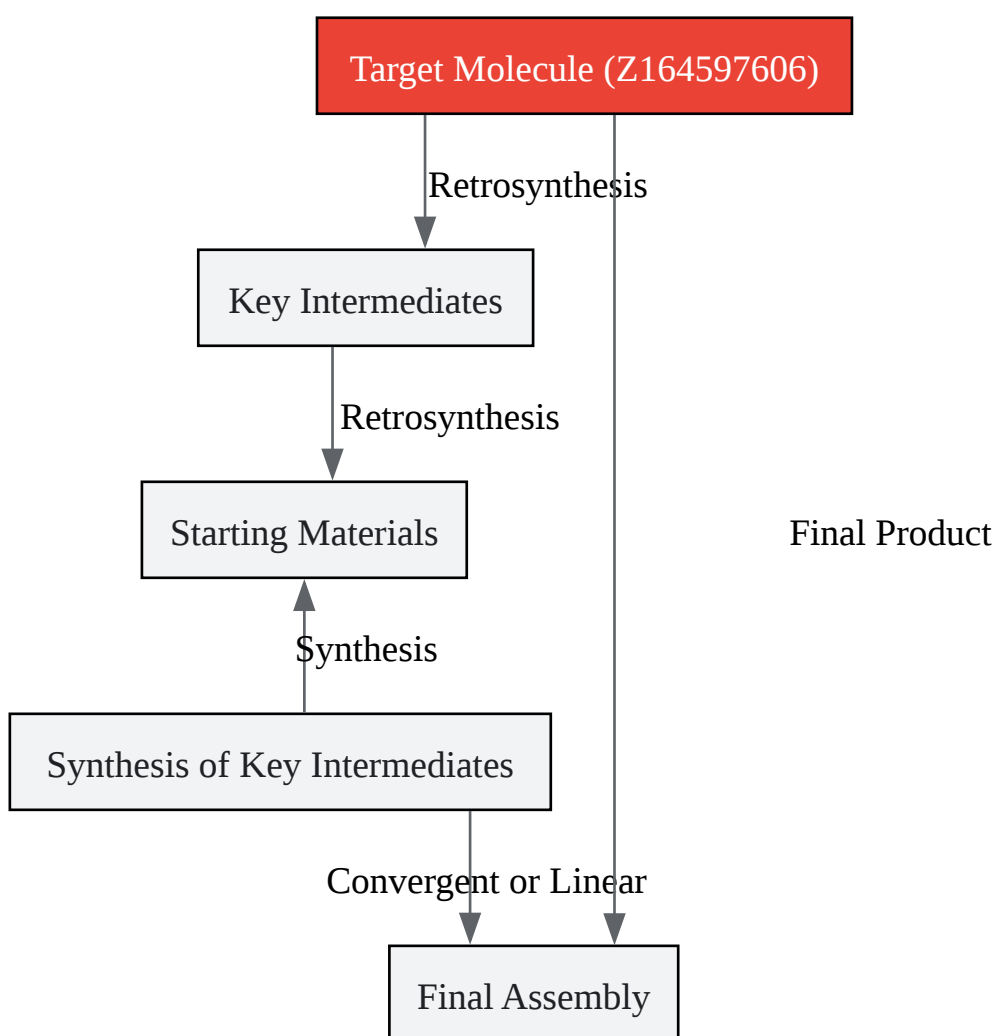 Target Molecule (Z164597606)
Retrosynthesis
Key Intermediates
Retrosynthesis
Starting Materials
Final Product
Synthesis
Synthesis of Key Intermediates
Convergent or Linear
Final Assembly